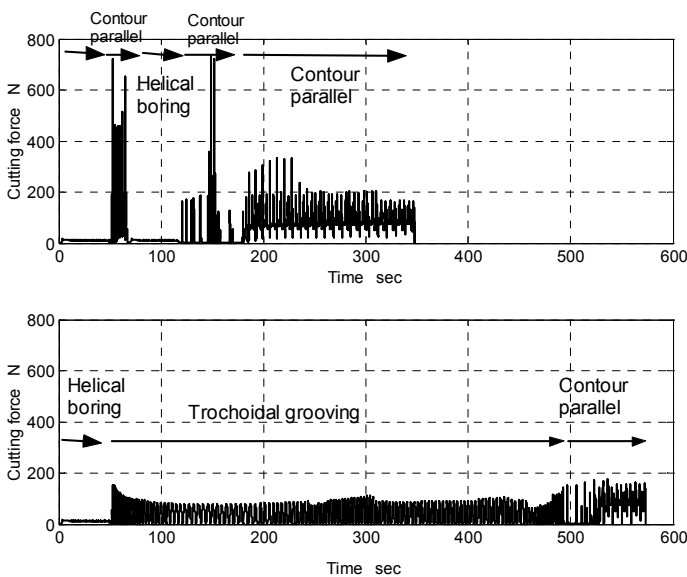 Contour
parallel
Contour
parallel
Helical
boring
Contour
parallel
Cutting force N
800
600
400
200
0
0 100 200 300 400 500 600
Time sec
Helical
boring
Trochoidal grooving
Contour
parallel
Cutting force N
800
600
400
200
0
0 100 200 300 400 500 600
Time sec